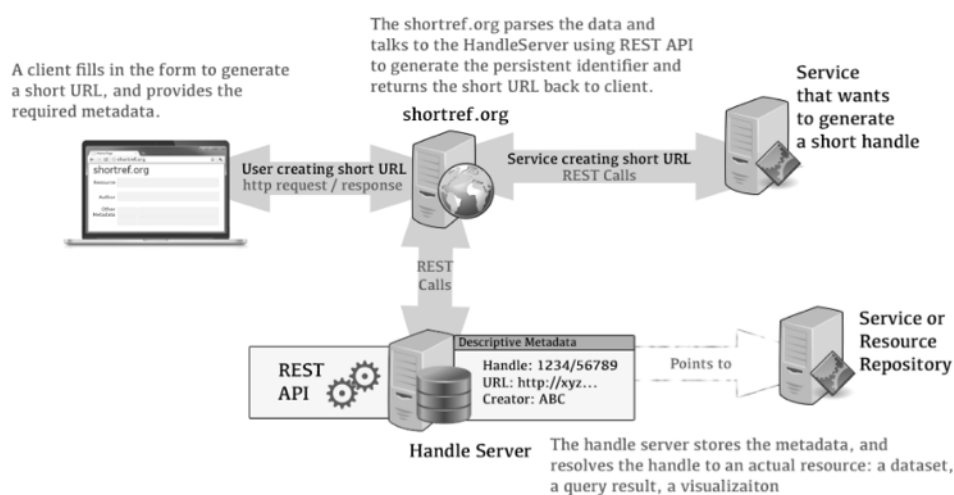 The shortref.org parses the data and
talks to the HandleServer using REST API
to generate the persistent identifier and
returns the short URL back to client.
A client fills in the form to generate
a short URL, and provides the
required metadata.
shortref.org
Service
that wants
to generate
a short handle
shortref.org
shortref.org
Resource
Author
Other
Metadata
User creating short URL
http request / response
Service creating short URL
REST Calls
REST
Calls
REST
API
Descriptive Metadata
Handle: 1234/56789
URL: http://xyz...
Creator: ABC
Points to
Service or
Resource
Repository
Handle Server
The handle server stores the metadata, and
resolves the handle to an actual resource: a dataset,
a query result, a visualizaiton